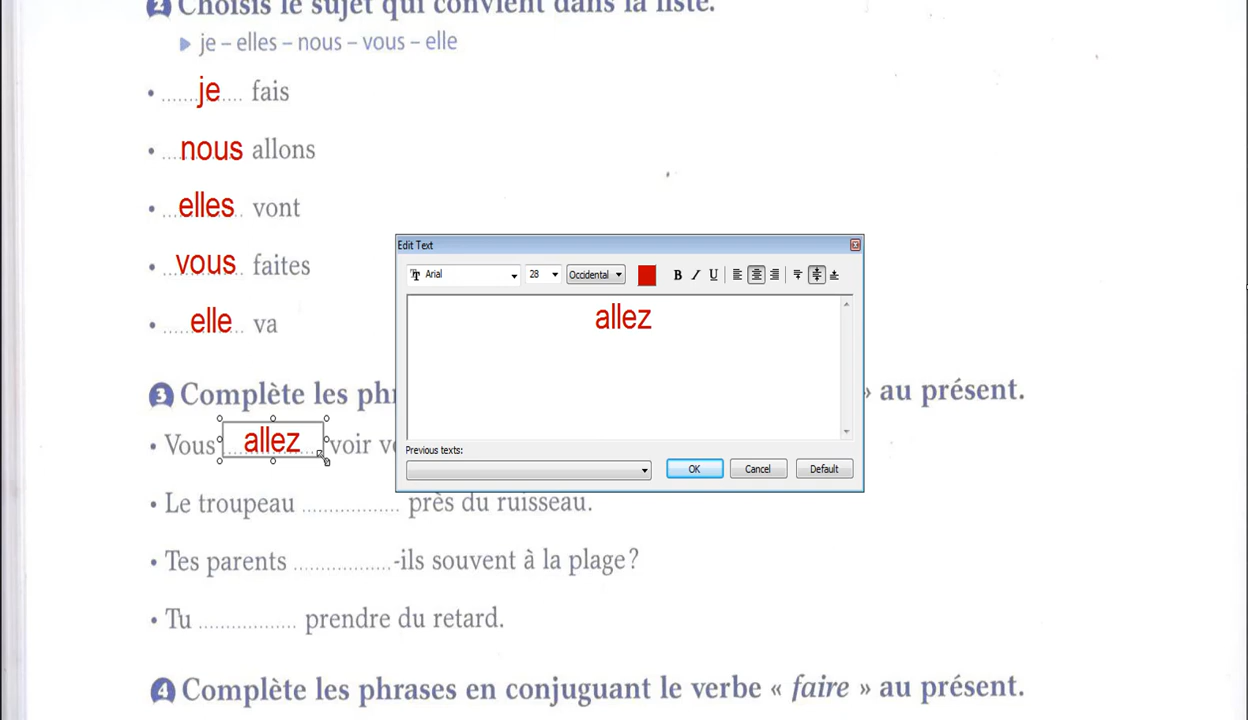 2 Choisis le sujet qui convient dans la liste.
je – elles – nous – vous – elle
• .......je.... fais
• ...nous allons
• ...elles.. vont
• ...vous.. faites
• .....elle.. va
3 Complète les » au présent.
• Vous allez voir
• Le troupeau .................. près du ruisseau.
• Tes parents ..................-ils souvent à la plage ?
• Tu .................. prendre du retard.
4 Complète les phrases en conjuguant le verbe « faire » au présent.
Edit Text
Arial 28 Occidental B I U
allez
Previous texts:
OK Cancel Default